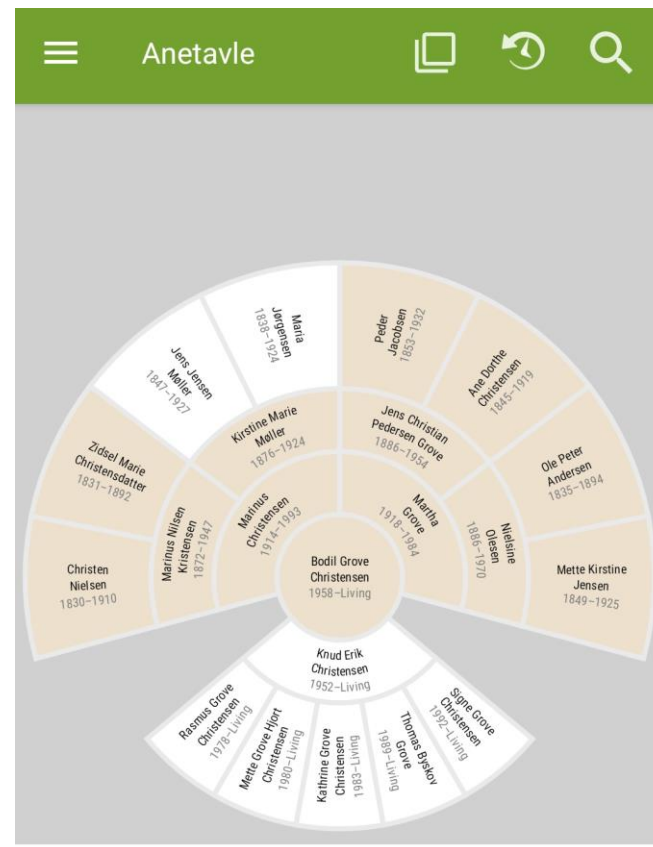 Anetavle
Maria
Jørgensen
1838–1924
Peder
Jacobsen
1853–1932
Jens Jensen
Møller
1847–1927
Ane Dorthe
Christensen
1845–1919
Zidsel Marie
Christensdatter
1831–1892
Kirstine Marie
Møller
1876–1924
Jens Christian
Pedersen Grove
1886–1954
Ole Peter
Andersen
1835–1894
Christen
Nielsen
1830–1910
Marinus Nilsen
Kristensen
1872–1947
Marinus
Christensen
1914–1993
Martha
Grove
1918–1984
Nielsine
Olesen
1886–1970
Mette Kirstine
Jensen
1849–1925
Bodil Grove
Christensen
1958–Living
Knud Erik
Christensen
1952–Living
Rasmus Grove
Christensen
1978–Living
Mette Grove Hjort
Christensen
1980–Living
Kathrine Grove
Christensen
1983–Living
Thomas Byskov
Grove
1989–Living
Signe Grove
Christensen
1992–Living